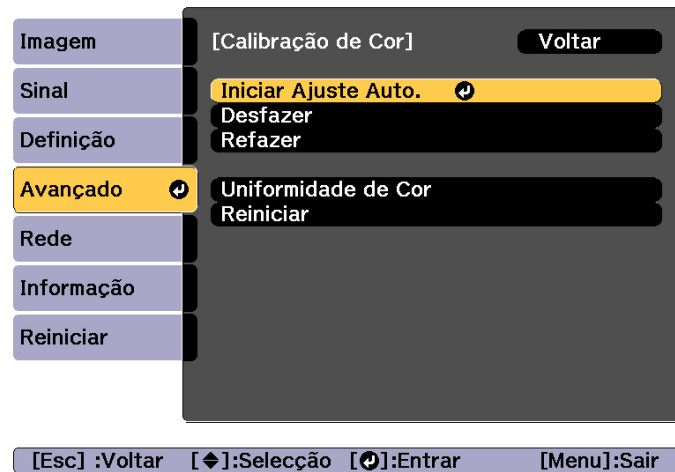 Imagem
Sinal
Definição
Avançado
Rede
Informação
Reiniciar
[Calibração de Cor] Voltar
Iniciar Ajuste Auto.
Desfazer
Refazer
Uniformidade de Cor
Reiniciar
[Esc] :Voltar [◆]:Selecção [↵]:Entrar [Menu]:Sair